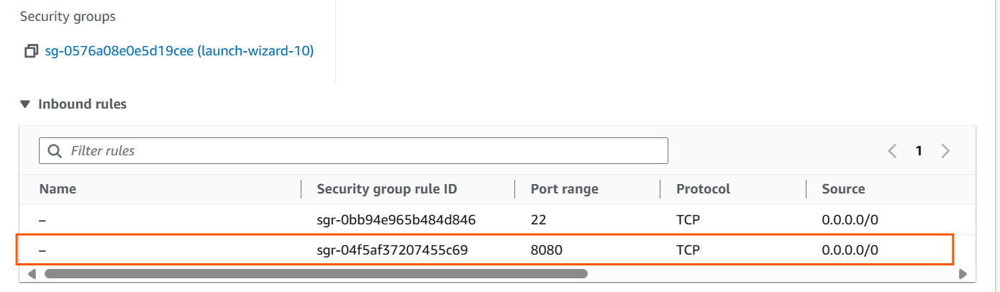 Security groups
sg-0576a08e0e5d19cee (launch-wizard-10)
Inbound rules
Filter rules
1
Name Security group rule ID Port range Protocol Source
– sgr-0bb94e965b484d846 22 TCP 0.0.0.0/0
– sgr-04f5af37207455c69 8080 TCP 0.0.0.0/0